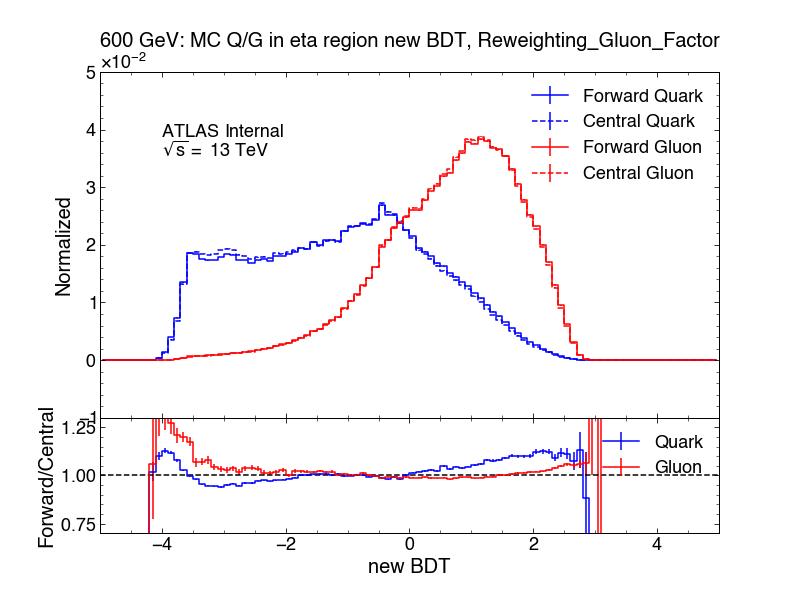 600 GeV: MC Q/G in eta region new BDT, Reweighting_Gluon_Factor
×10−2
5
4
3
2
1
0
−1
Normalized
ATLAS Internal
√s = 13 TeV
Forward Quark
Central Quark
Forward Gluon
Central Gluon
1.25
1.00
0.75
Forward/Central
Quark
Gluon
−4 −2 0 2 4
new BDT